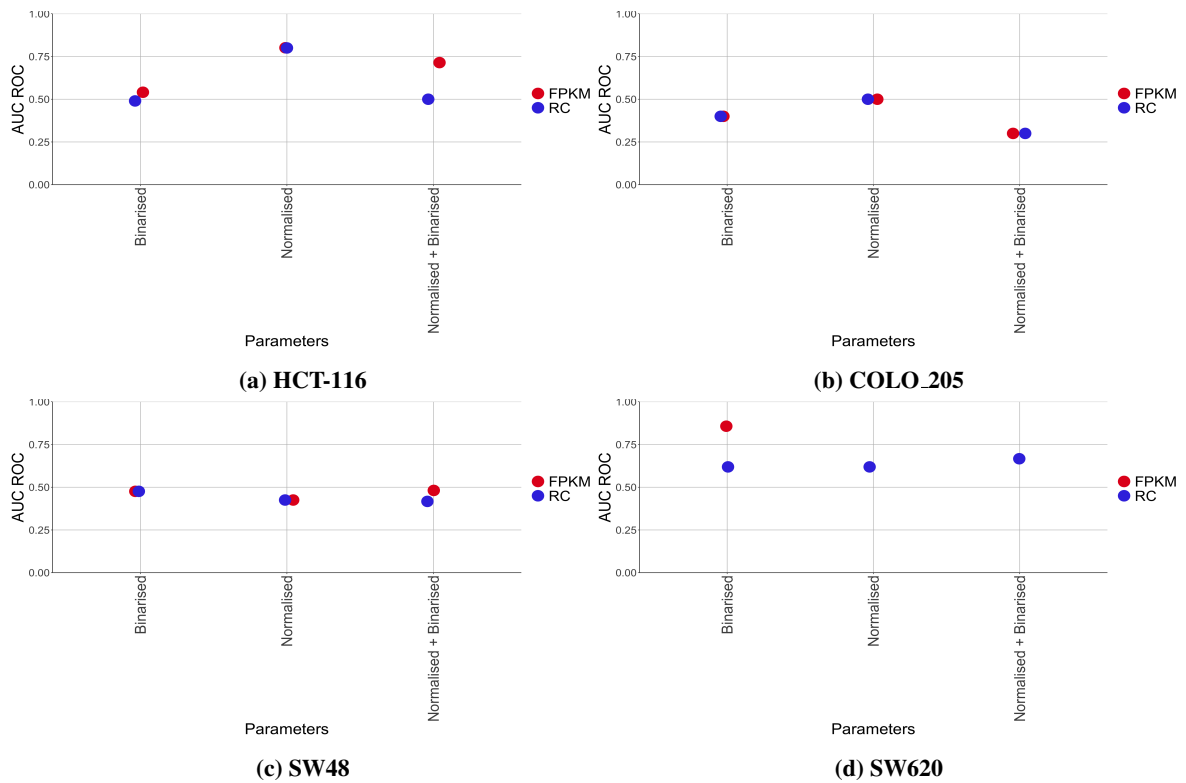 1.00
0.75
0.50
0.25
0.00
AUC ROC
Binarised
Normalised
Normalised + Binarised
Parameters
FPKM
RC
(a) HCT-116
1.00
0.75
0.50
0.25
0.00
AUC ROC
Binarised
Normalised
Normalised + Binarised
Parameters
FPKM
RC
(b) COLO_205
1.00
0.75
0.50
0.25
0.00
AUC ROC
Binarised
Normalised
Normalised + Binarised
Parameters
FPKM
RC
(c) SW48
1.00
0.75
0.50
0.25
0.00
AUC ROC
Binarised
Normalised
Normalised + Binarised
Parameters
FPKM
RC
(d) SW620